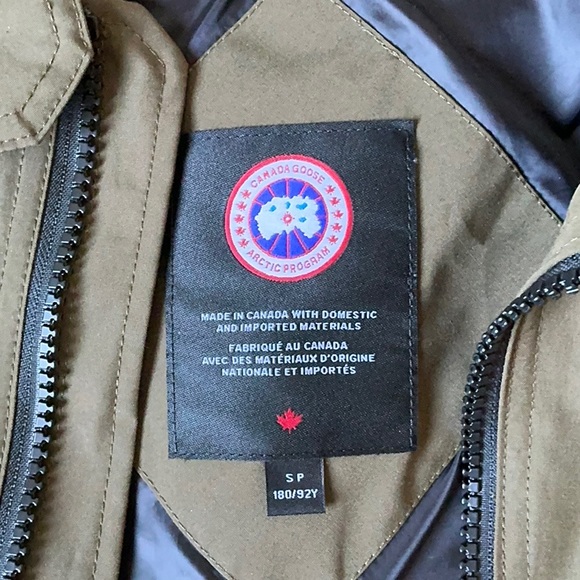 CANADA GOOSE
ARCTIC PROGRAM
MADE IN CANADA WITH DOMESTIC
AND IMPORTED MATERIALS
FABRIQUÉ AU CANADA
AVEC DES MATÉRIAUX D'ORIGINE
NATIONALE ET IMPORTÉS
S P
180/92Y